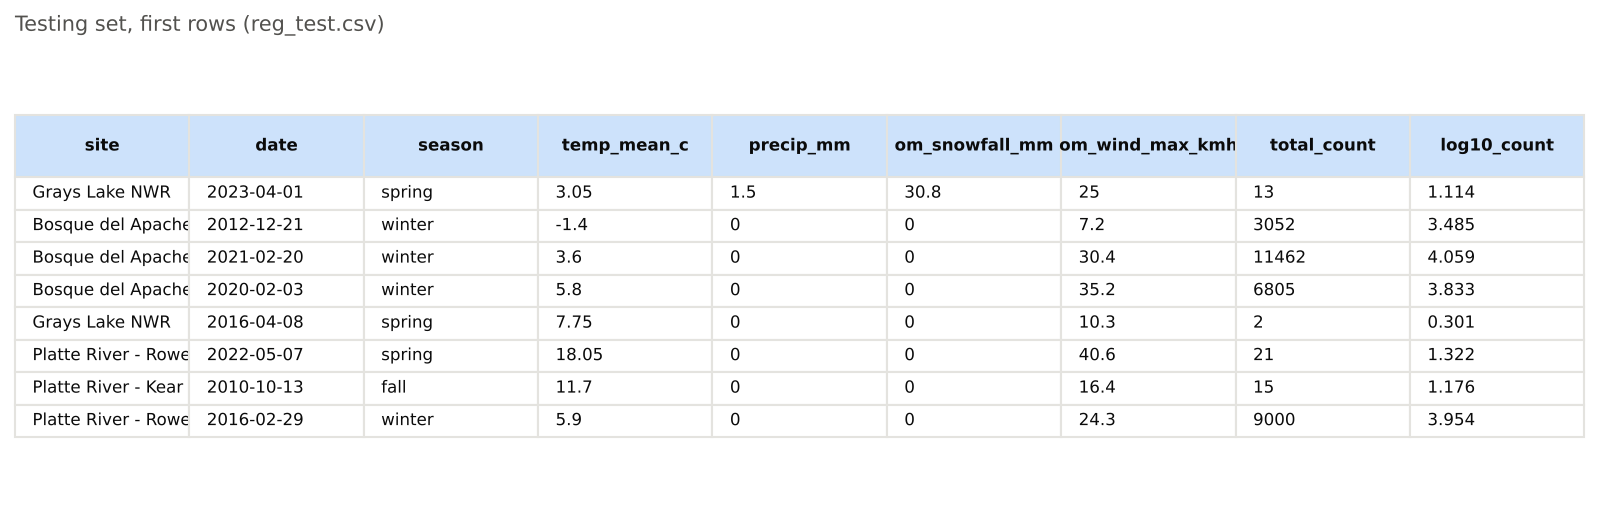 Testing set, first rows (reg_test.csv)
site date season temp_mean_c precip_mm om_snowfall_mm om_wind_max_kmh total_count log10_count
Grays Lake NWR 2023-04-01 spring 3.05 1.5 30.8 25 13 1.114
Bosque del Apache 2012-12-21 winter -1.4 0 0 7.2 3052 3.485
Bosque del Apache 2021-02-20 winter 3.6 0 0 30.4 11462 4.059
Bosque del Apache 2020-02-03 winter 5.8 0 0 35.2 6805 3.833
Grays Lake NWR 2016-04-08 spring 7.75 0 0 10.3 2 0.301
Platte River - Rowe 2022-05-07 spring 18.05 0 0 40.6 21 1.322
Platte River - Kear 2010-10-13 fall 11.7 0 0 16.4 15 1.176
Platte River - Rowe 2016-02-29 winter 5.9 0 0 24.3 9000 3.954